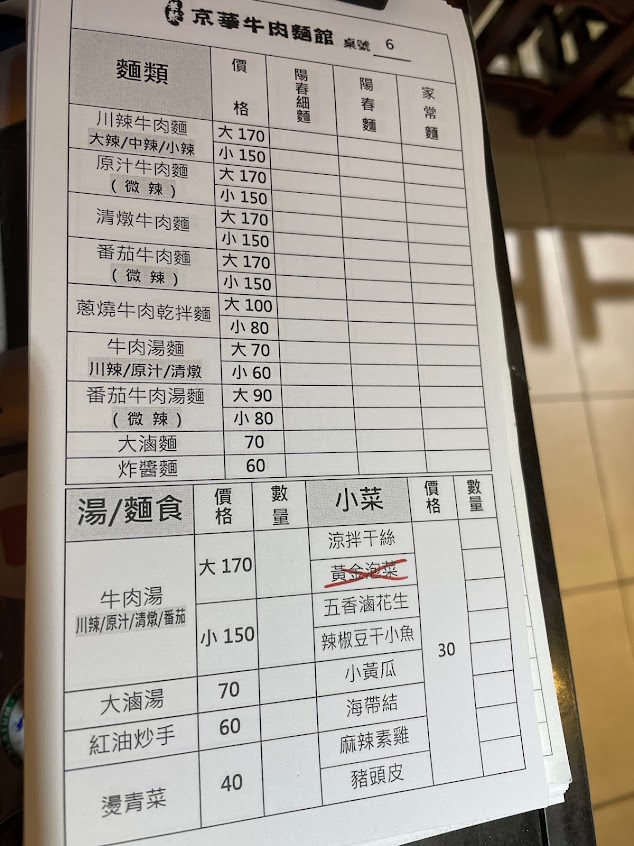 京華牛肉麵館 桌號 6
麵類 價格 陽春細麵 陽春麵 家常麵
川辣牛肉麵 大 170
大辣/中辣/小辣 小 150
原汁牛肉麵 大 170
(微辣) 小 150
清燉牛肉麵 大 170
小 150
番茄牛肉麵 大 170
(微辣) 小 150
蔥燒牛肉乾拌麵 大 100
小 80
牛肉湯麵 大 70
川辣/原汁/清燉 小 60
番茄牛肉湯麵 大 90
(微辣) 小 80
大滷麵 70
炸醬麵 60
湯/麵食 價格 數量 小菜 價格 數量
牛肉湯 大 170
川辣/原汁/清燉/番茄 小 150
大滷湯 70
紅油炒手 60
燙青菜 40
涼拌干絲
黃金泡菜
五香滷花生
辣椒豆干小魚
小黃瓜
海帶結
麻辣素雞
豬頭皮
30